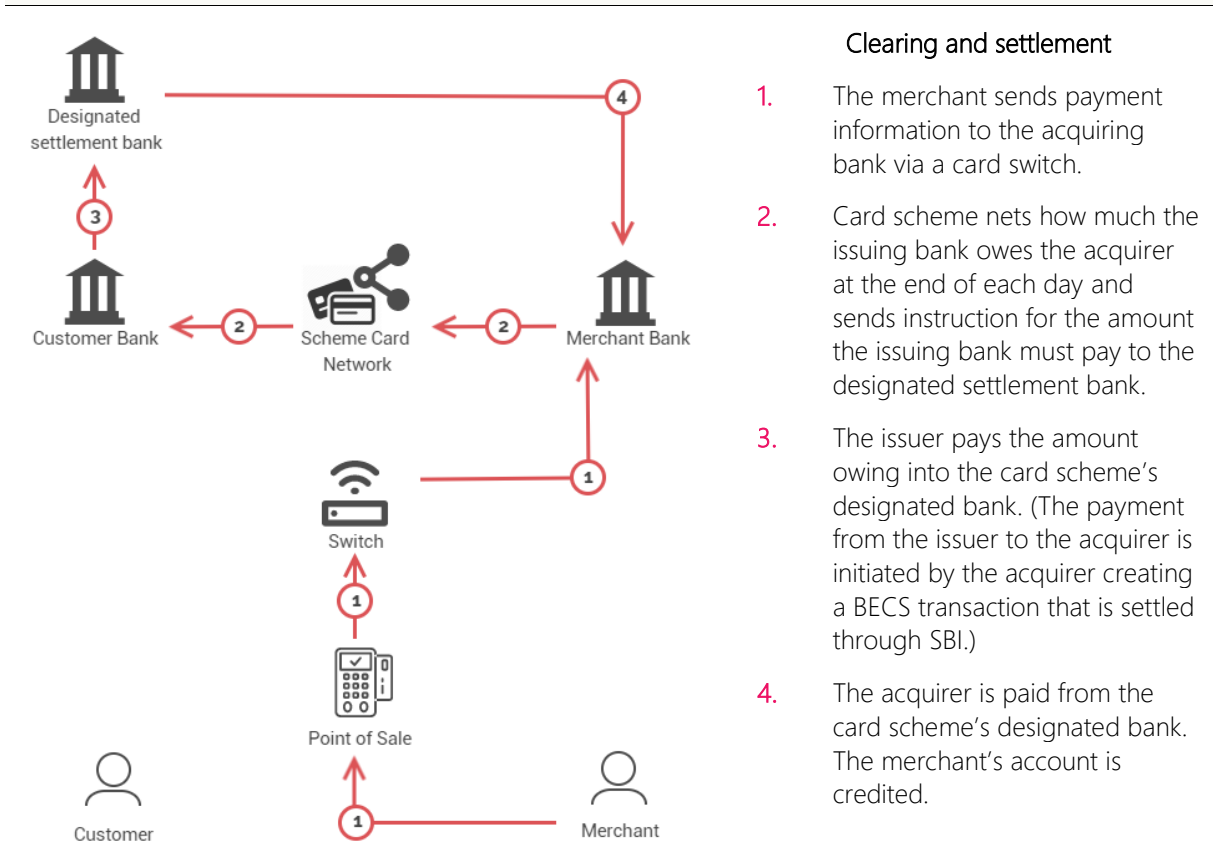 Designated
settlement bank
4
3
Customer Bank
2
Scheme Card
Network
2
Merchant Bank
1
Switch
1
Point of Sale
Customer
1
Merchant
Clearing and settlement
1. The merchant sends payment
information to the acquiring
bank via a card switch.
2. Card scheme nets how much the
issuing bank owes the acquirer
at the end of each day and
sends instruction for the amount
the issuing bank must pay to the
designated settlement bank.
3. The issuer pays the amount
owing into the card scheme’s
designated bank. (The payment
from the issuer to the acquirer is
initiated by the acquirer creating
a BECS transaction that is settled
through SBI.)
4. The acquirer is paid from the
card scheme’s designated bank.
The merchant’s account is
credited.